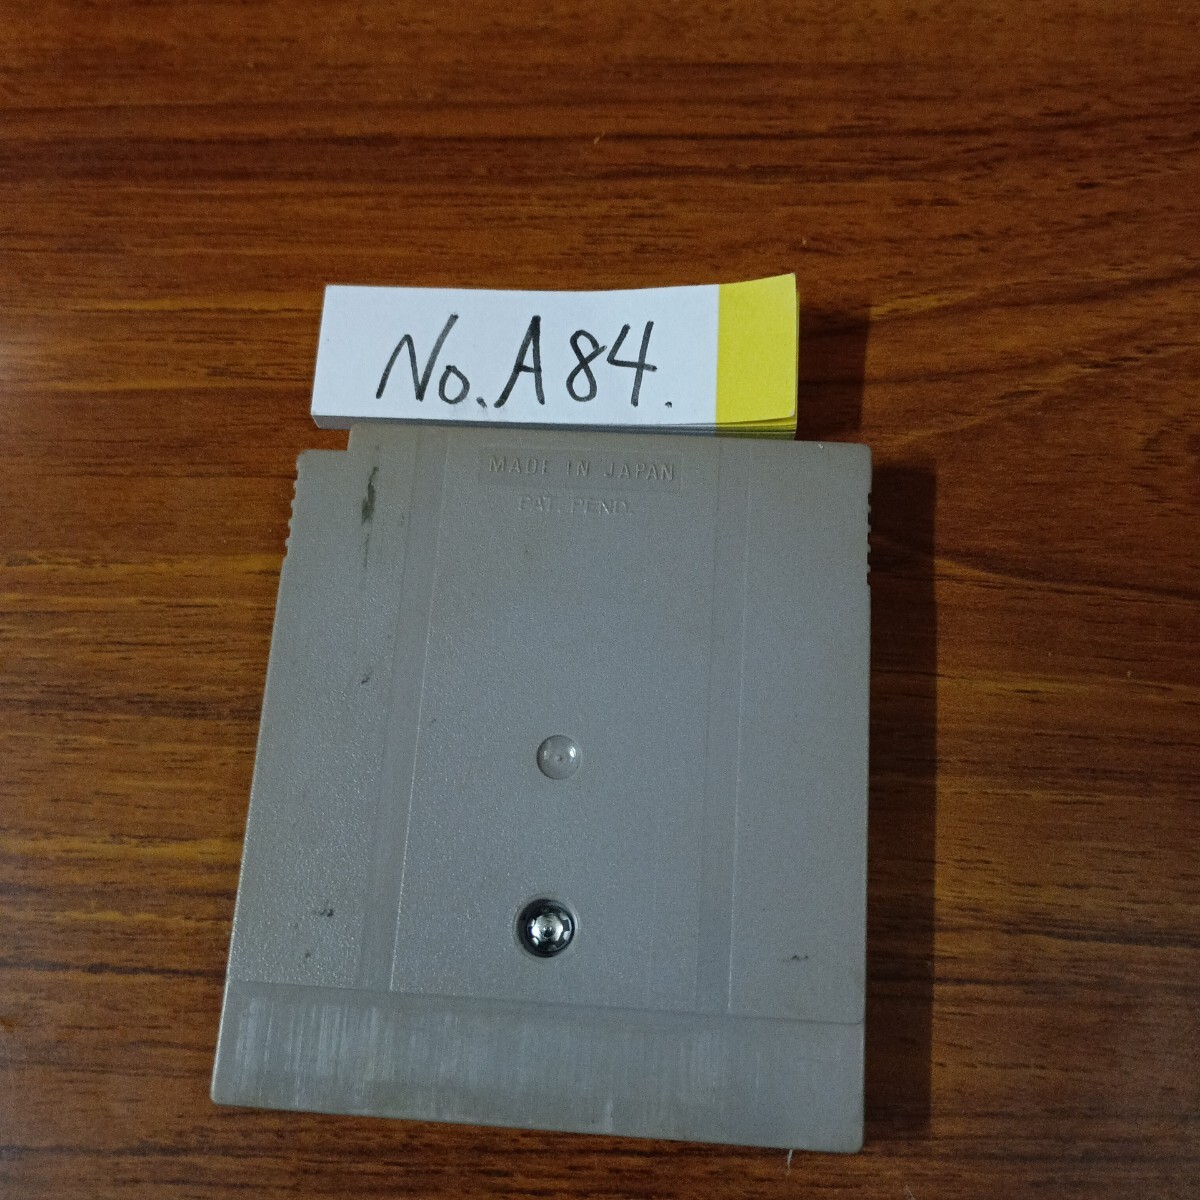 No. A84.
MADE IN JAPAN
PAT. PEND.